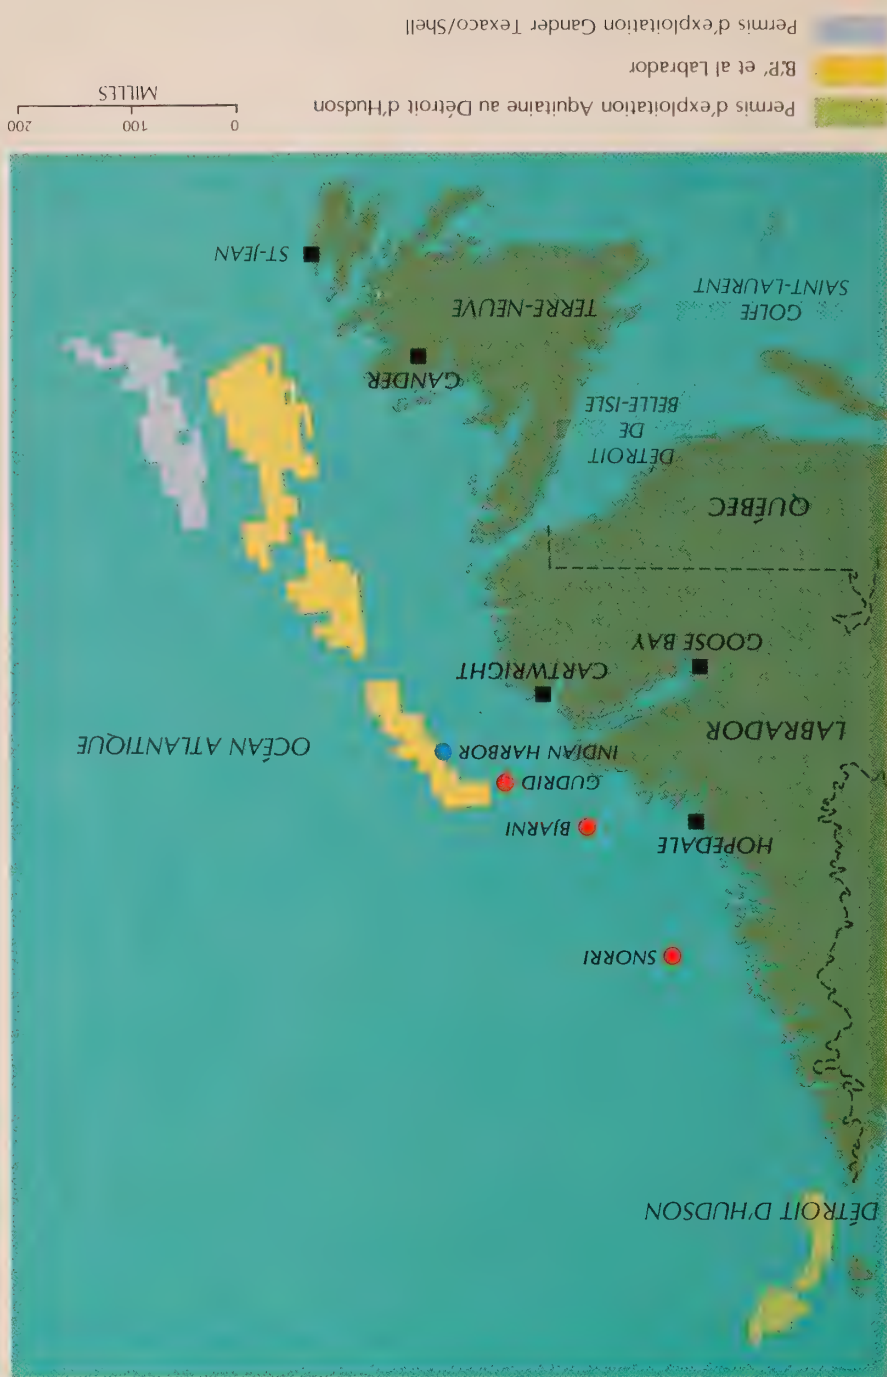 DÉTROIT D'HUDSON
SNORRI
BJARNI
HOPEDALE
GUDRID
INDIAN HARBOR
OCÉAN ATLANTIQUE
LABRADOR
CARTWRIGHT
GOOSE BAY
QUÉBEC
DÉTROIT
DE
BELLE-ISLE
GANDER
TERRE-NEUVE
GOLFE
SAINT-LAURENT
ST-JEAN
Permis d'exploitation Aquitaine au Détroit d'Hudson
B.P. et al Labrador
Permis d'exploitation Gander Texaco/Shell
0 100 200
MILLES